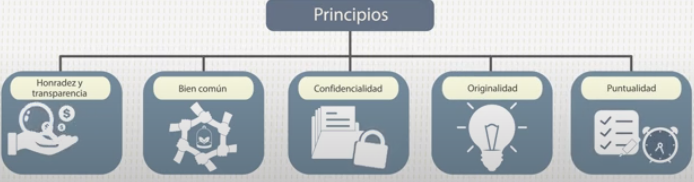 Principios
Honradez y
transparencia
Bien común
Confidencialidad
Originalidad
Puntualidad
$
$